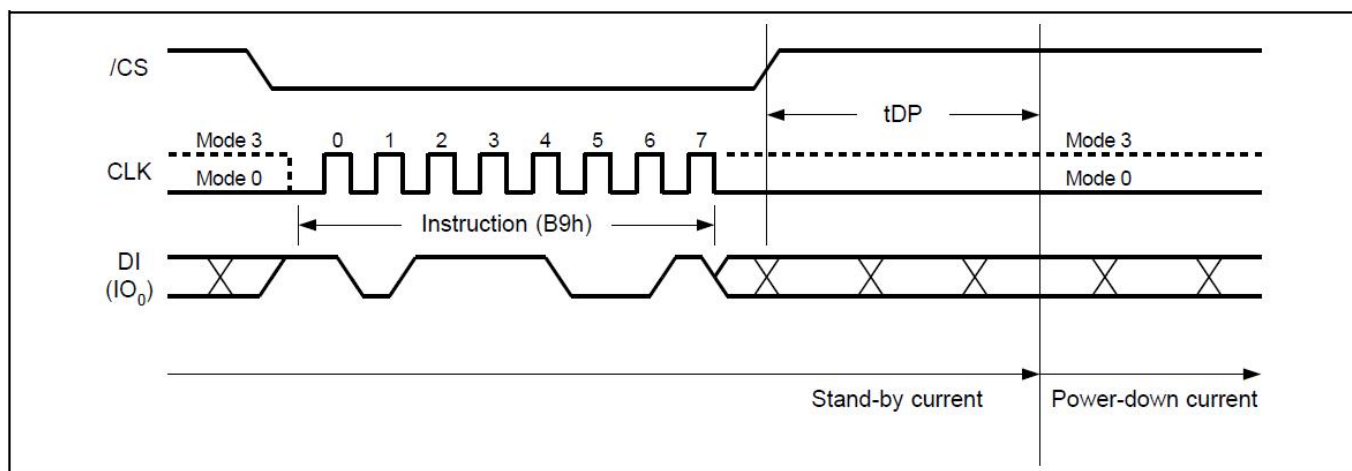 /CS
tDP
Mode 3 0 1 2 3 4 5 6 7 Mode 3
CLK
Mode 0 Mode 0
Instruction (B9h)
DI
(IO0)
Stand-by current Power-down current